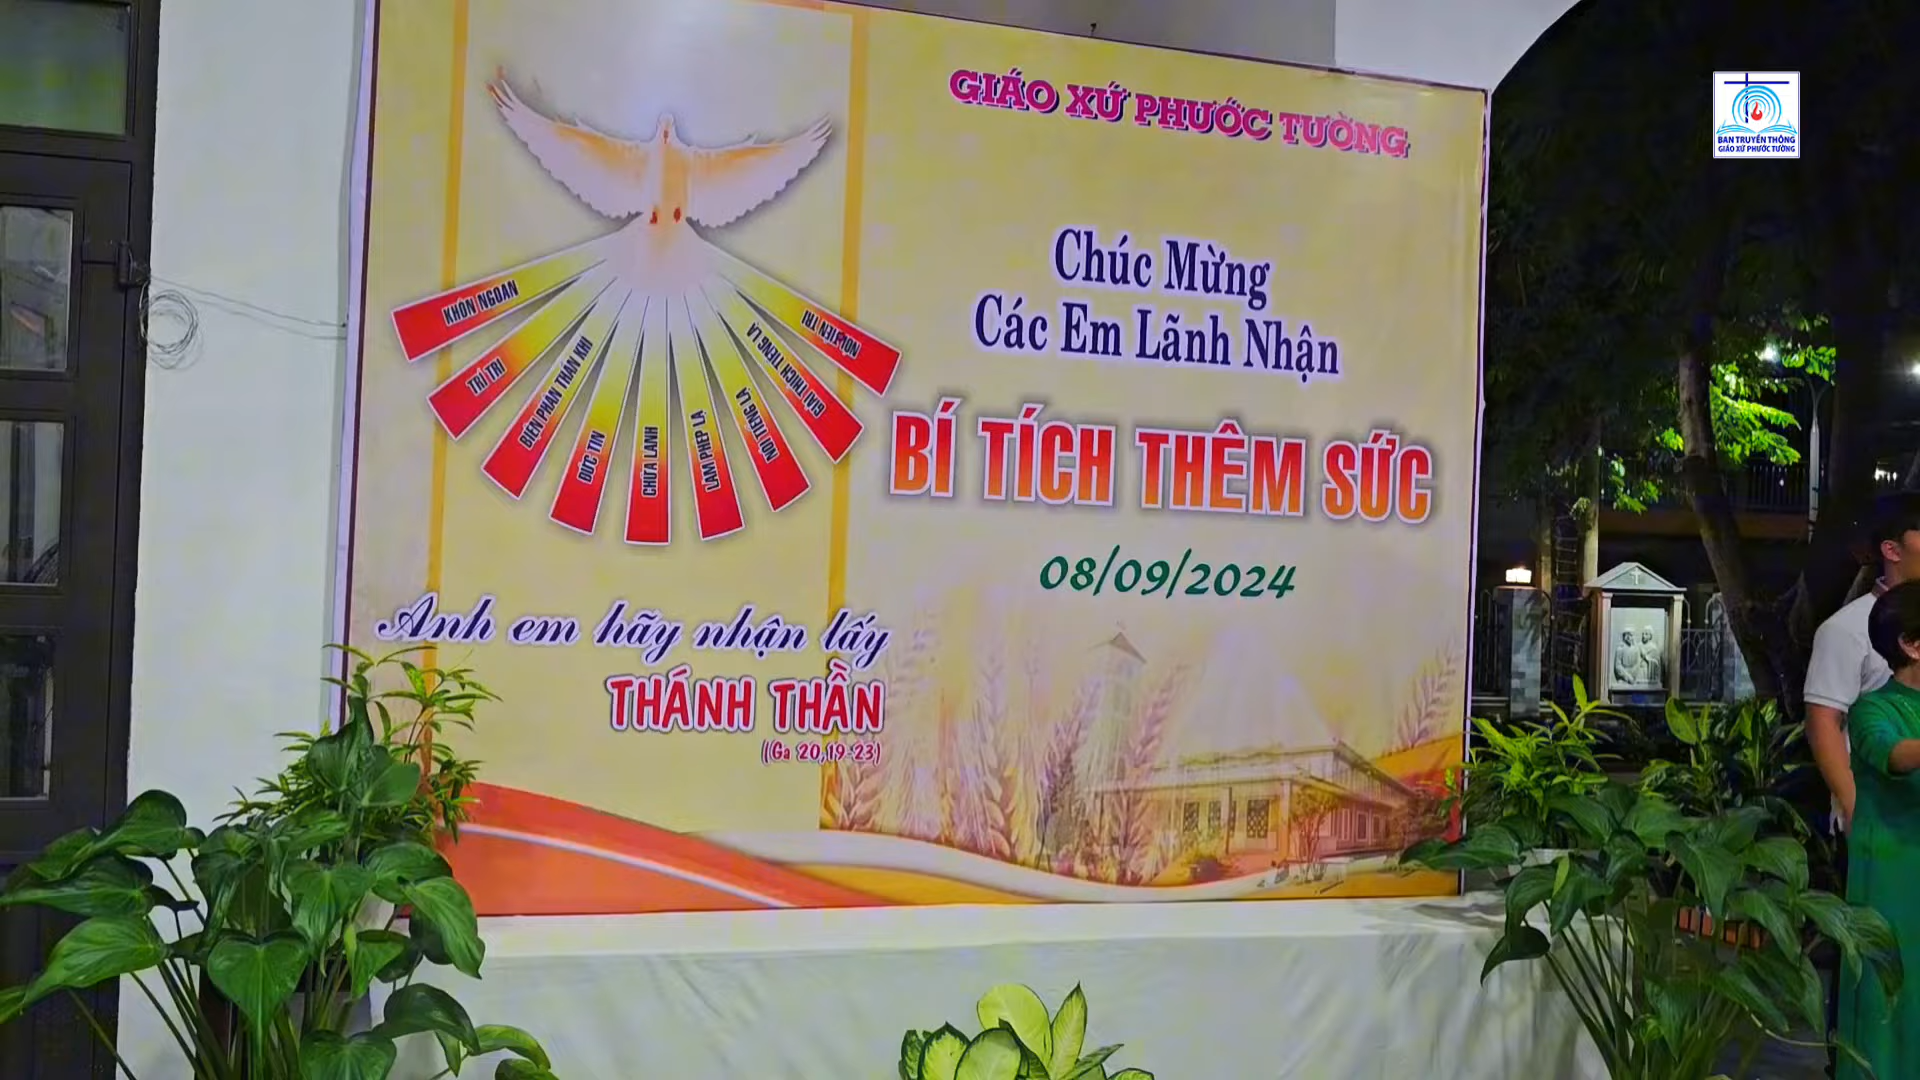 GIÁO XỨ PHƯỚC TƯỜNG
Chúc Mừng
Các Em Lãnh Nhận
BÍ TÍCH THÊM SỨC
08/09/2024
KHÔN NGOAN
TRI TRI
BIỆN PHÂN THẦN KHÍ
ĐỨC TIN
CHỮA LÀNH
LÀM PHÉP LẠ
NÓI TIẾNG LẠ
GIẢI THÍCH TIẾNG LẠ
NÓI TIÊN TRI
Anh em hãy nhận lấy
THÁNH THẦN
(Ga 20,19-23)
BAN TRUYỀN THÔNG
GIÁO XỨ PHƯỚC TƯỜNG